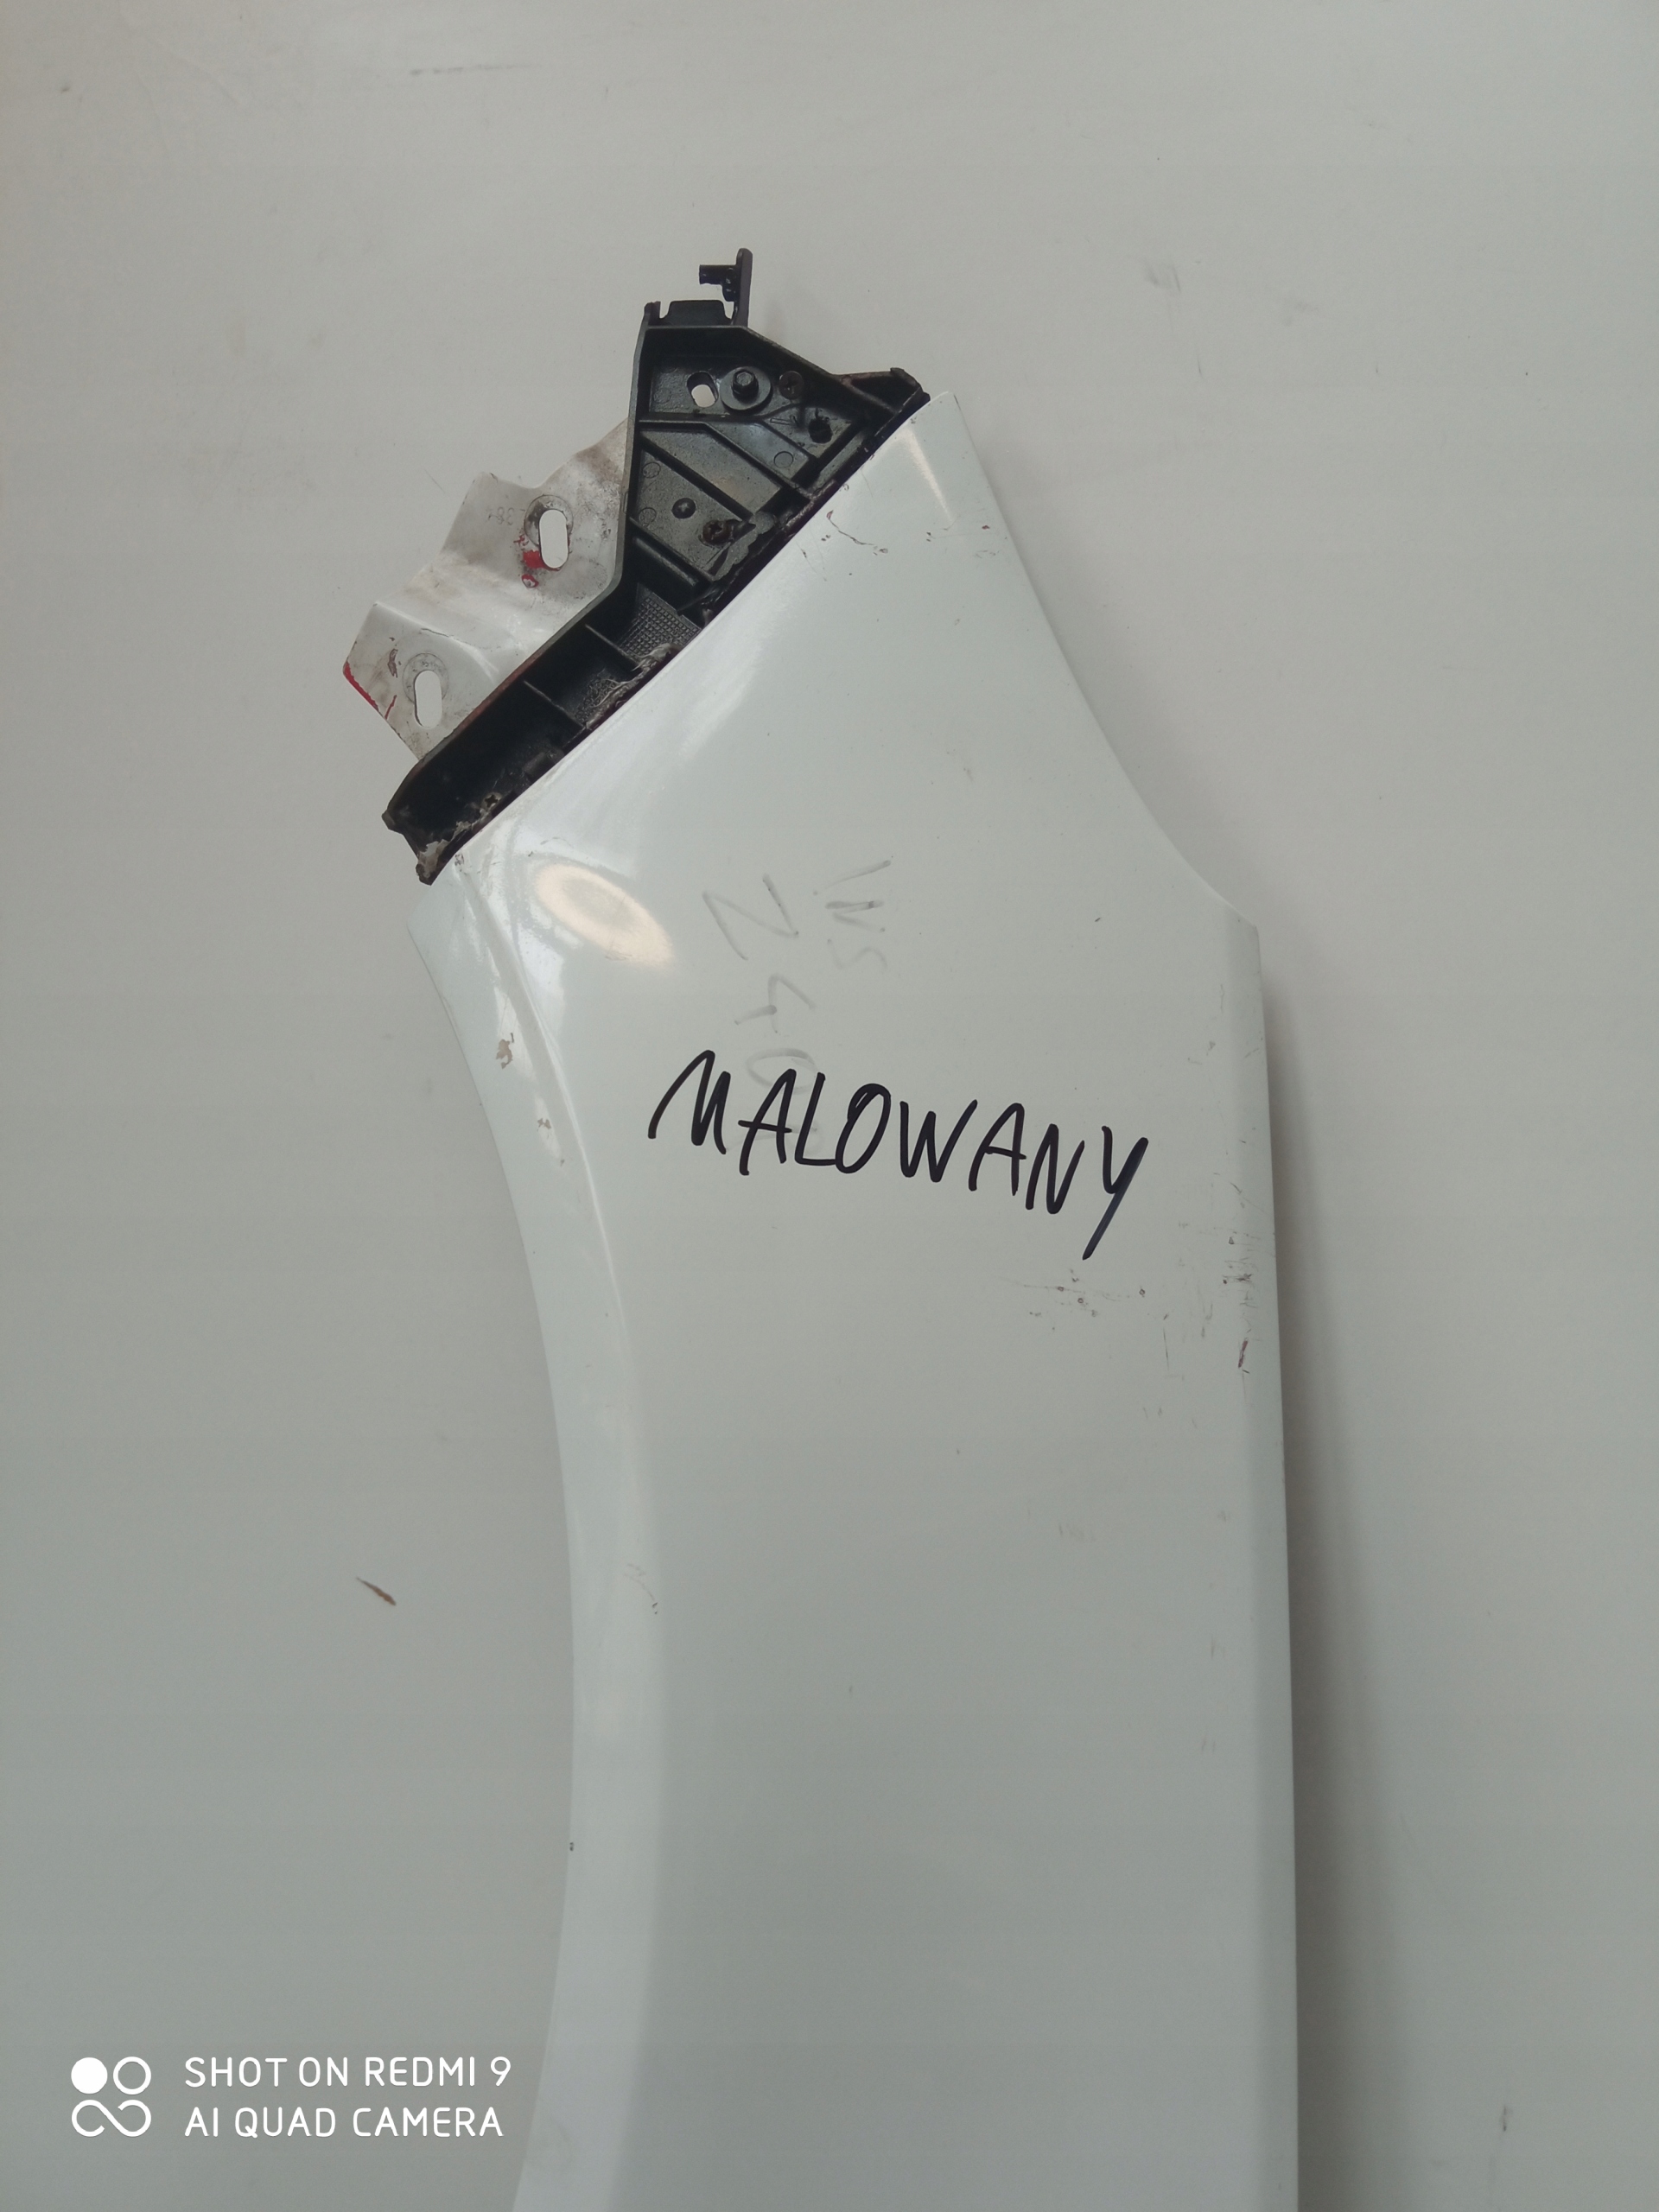 MALOWANY
SHOT ON REDMI 9
AI QUAD CAMERA